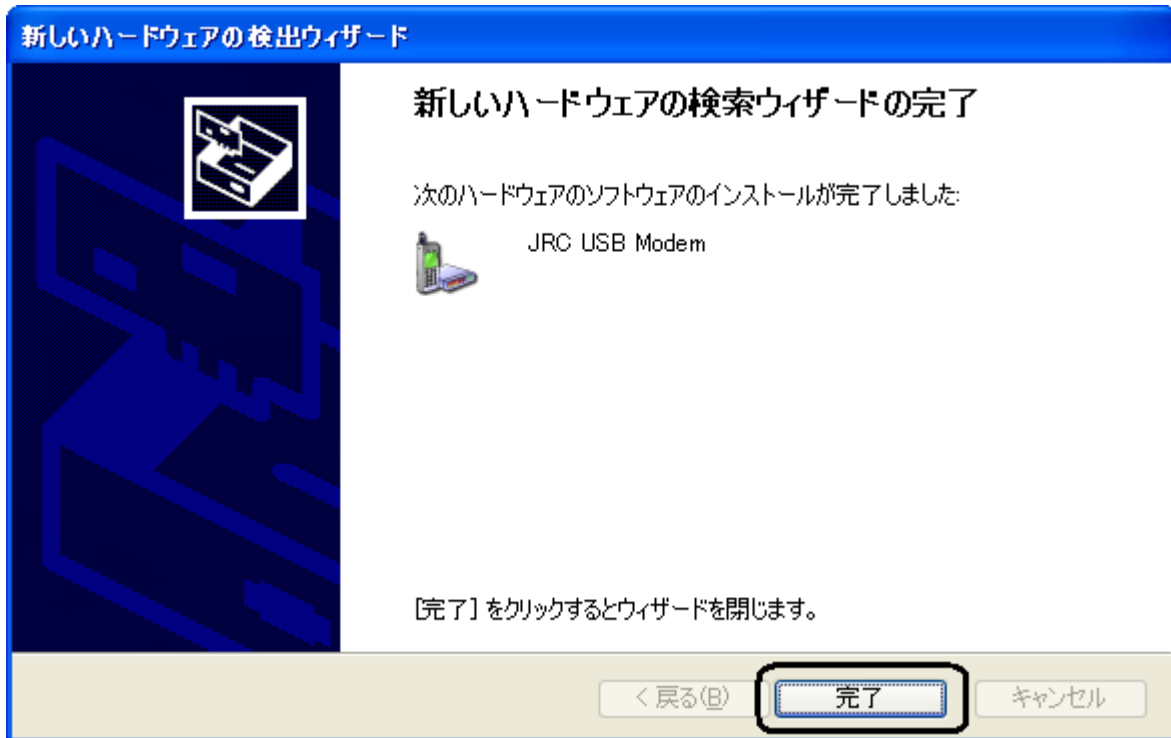 新しいハードウェアの検出ウィザード
新しいハードウェアの検索ウィザードの完了
次のハードウェアのソフトウェアのインストールが完了しました:
JRC USB Modem
[完了] をクリックするとウィザードを閉じます。
< 戻る(B)
完了
キャンセル